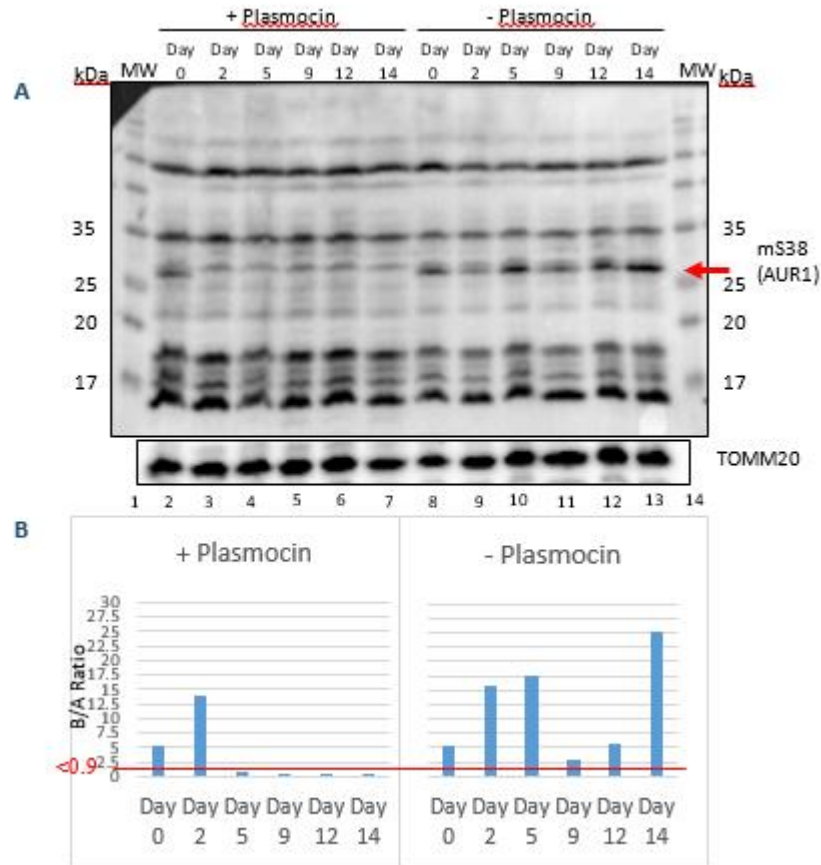 + Plasmocin - Plasmocin
Day Day Day Day Day Day Day Day Day Day Day Day
kDa MW 0 2 5 9 12 14 0 2 5 9 12 14 MW kDa
A
35 35
mS38
25 25 (AUR1)
20 20
17 17
TOMM20
1 2 3 4 5 6 7 8 9 10 11 12 13 14
B
+ Plasmocin - Plasmocin
30
27.5
25
22.5
20
17.5
15
12.5
10
7.5
5
2.5
0
B/A Ratio
<0.9
Day Day Day Day Day Day Day Day Day Day Day Day
0 2 5 9 12 14 0 2 5 9 12 14